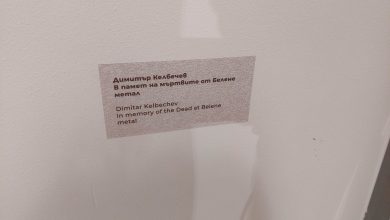 Димитър Келбечев
В памет на мъртвите от Белене
метал
Dimitar Kelbechev
In memory of the Dead at Belene
metal